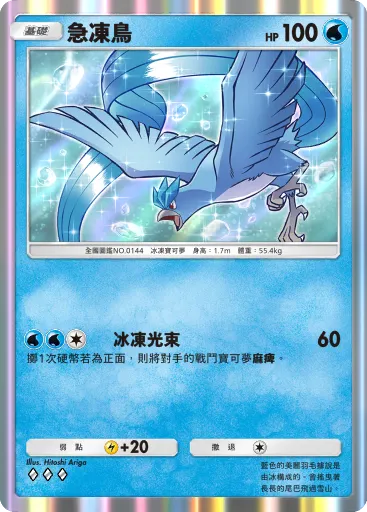 基礎 急凍鳥 HP 100
全國圖鑑NO.0144 冰凍寶可夢 身高：1.7m 體重：55.4kg
冰凍光束 60
擲1次硬幣若為正面，則將對手的戰鬥寶可夢麻痺。
弱點 +20 撤退
Illus. Hitoshi Ariga
藍色的美麗羽毛據說是
由冰構成的。會搖曳著
長長的尾巴飛過雪山。